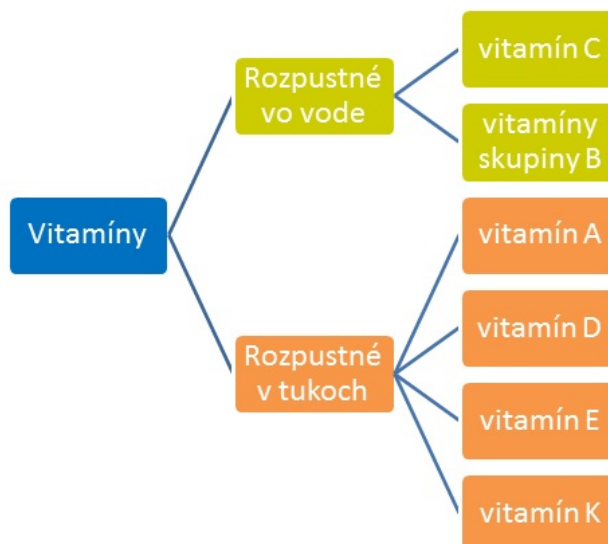 Vitamíny
Rozpustné
vo vode
vitamín C
vitamíny
skupiny B
Rozpustné
v tukoch
vitamín A
vitamín D
vitamín E
vitamín K